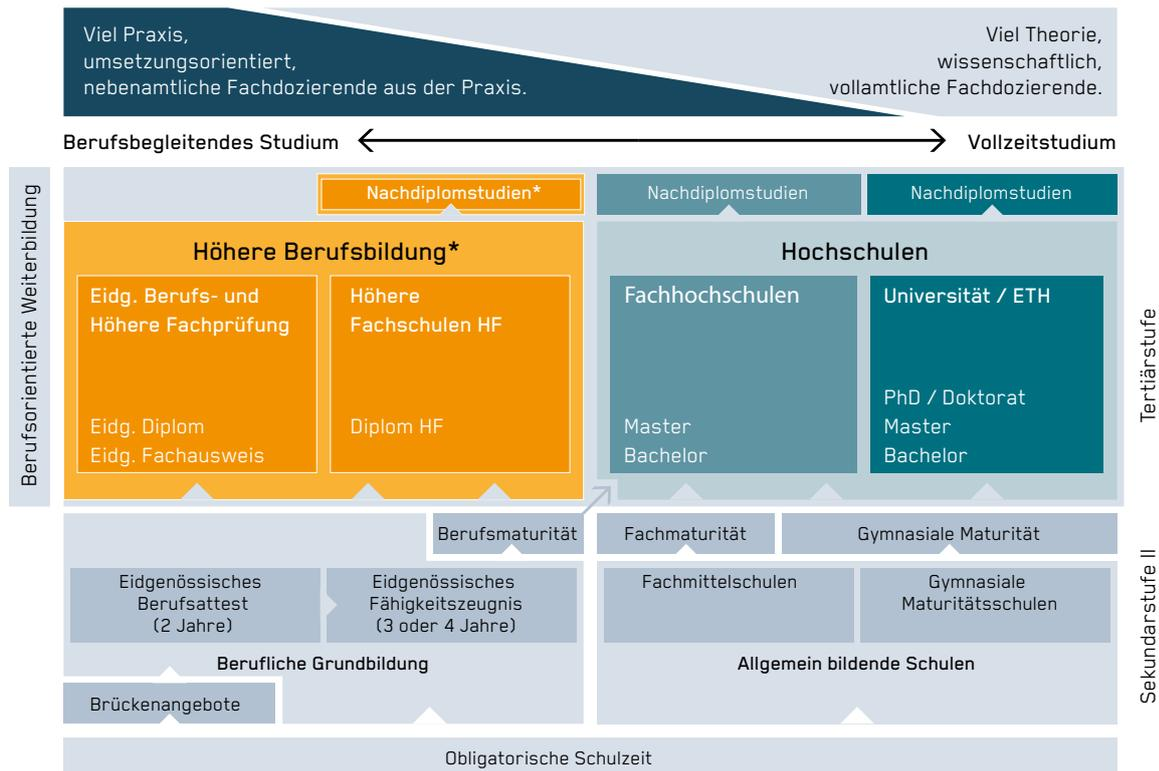 Viel Praxis,
umsetzungsorientiert,
nebenamtliche Fachdozierende aus der Praxis.
Viel Theorie,
wissenschaftlich,
vollamtliche Fachdozierende.
Berufsbegleitendes Studium
Vollzeitstudium
Berufsorientierte Weiterbildung
Nachdiplomstudien*
Nachdiplomstudien
Nachdiplomstudien
Höhere Berufsbildung*
Eidg. Berufs- und
Höhere Fachprüfung
Eidg. Diplom
Eidg. Fachausweis
Höhere
Fachschulen HF
Diplom HF
Hochschulen
Fachhochschulen
Master
Bachelor
Universität / ETH
PhD / Doktorat
Master
Bachelor
Tertiärstufe
Berufsmaturität
Fachmaturität
Gymnasiale Maturität
Eidgenössisches
Berufsattest
(2 Jahre)
Eidgenössisches
Fähigkeitszeugnis
(3 oder 4 Jahre)
Fachmittelschulen
Gymnasiale
Maturitätsschulen
Berufliche Grundbildung
Allgemein bildende Schulen
Brückenangebote
Sekundarstufe II
Obligatorische Schulzeit